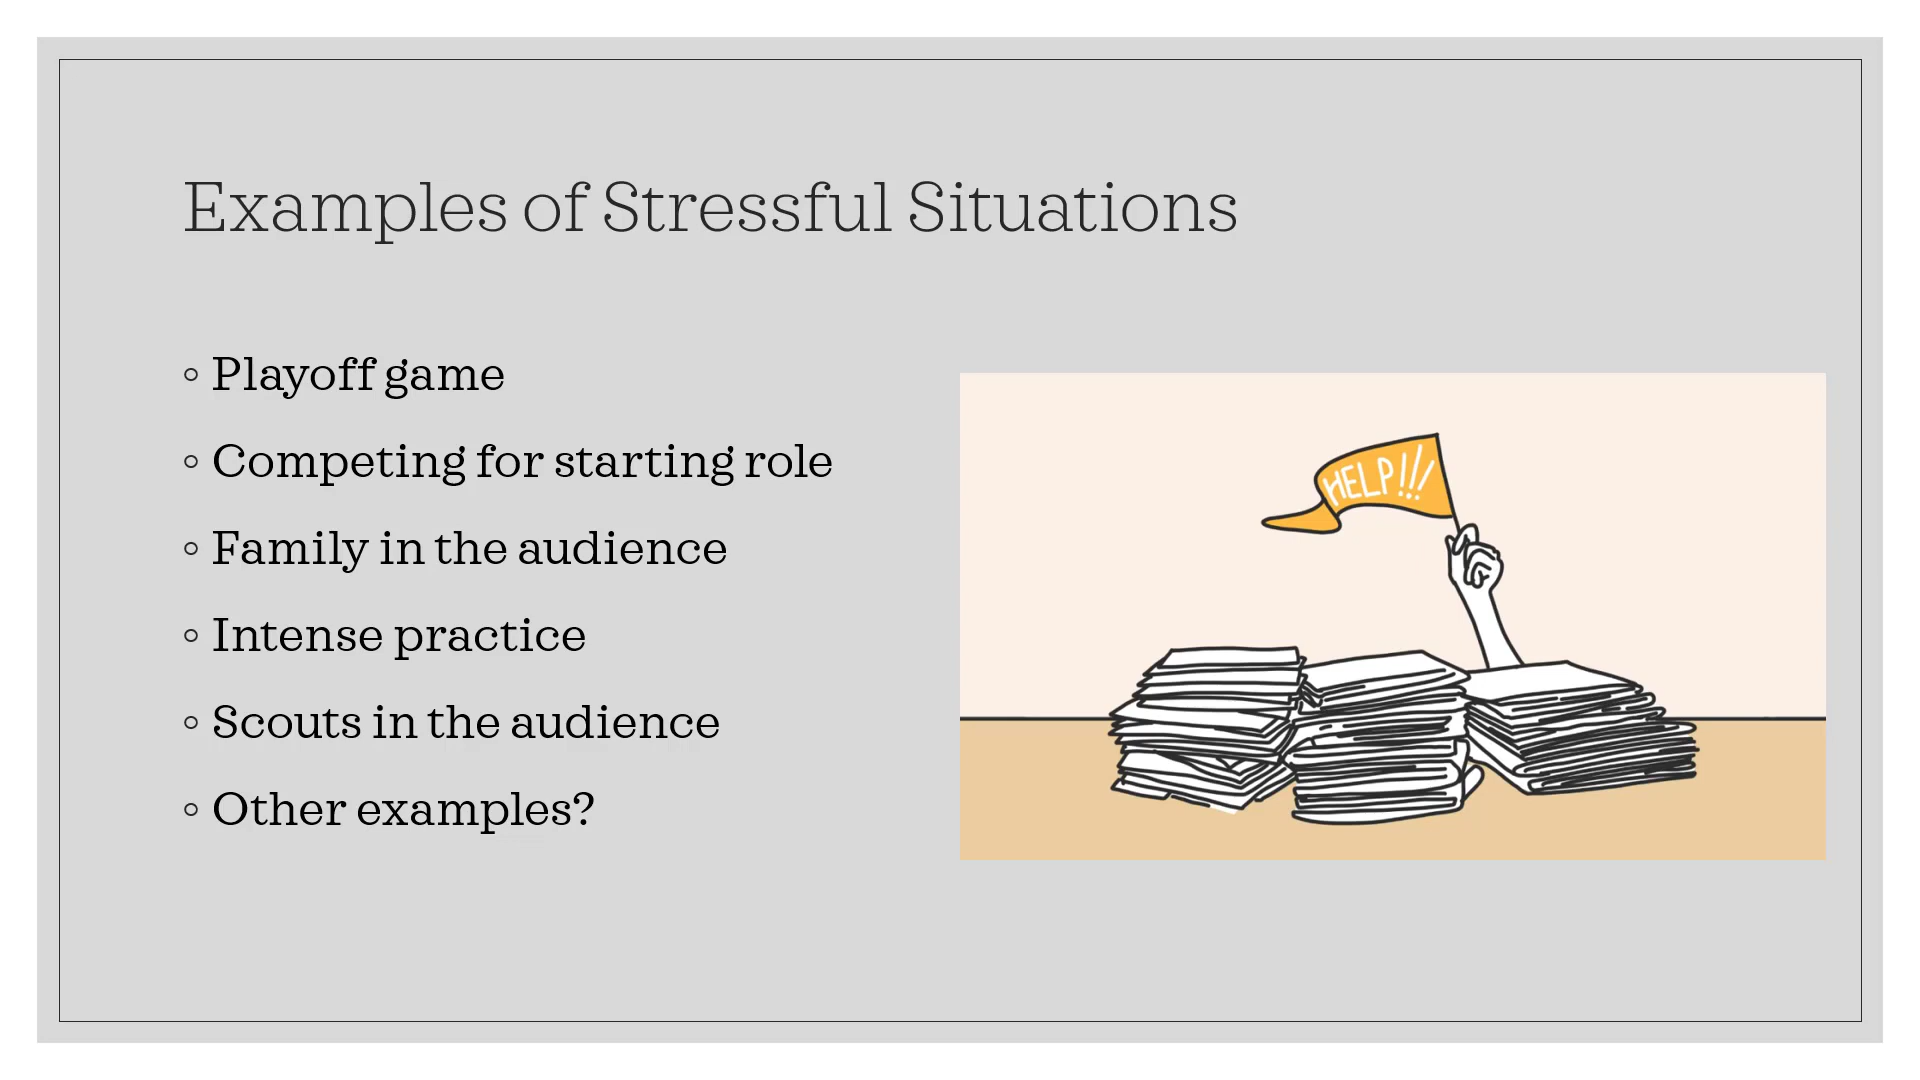 Examples of Stressful Situations
◦ Playoff game
◦ Competing for starting role
◦ Family in the audience
◦ Intense practice
◦ Scouts in the audience
◦ Other examples?
HELP!!!